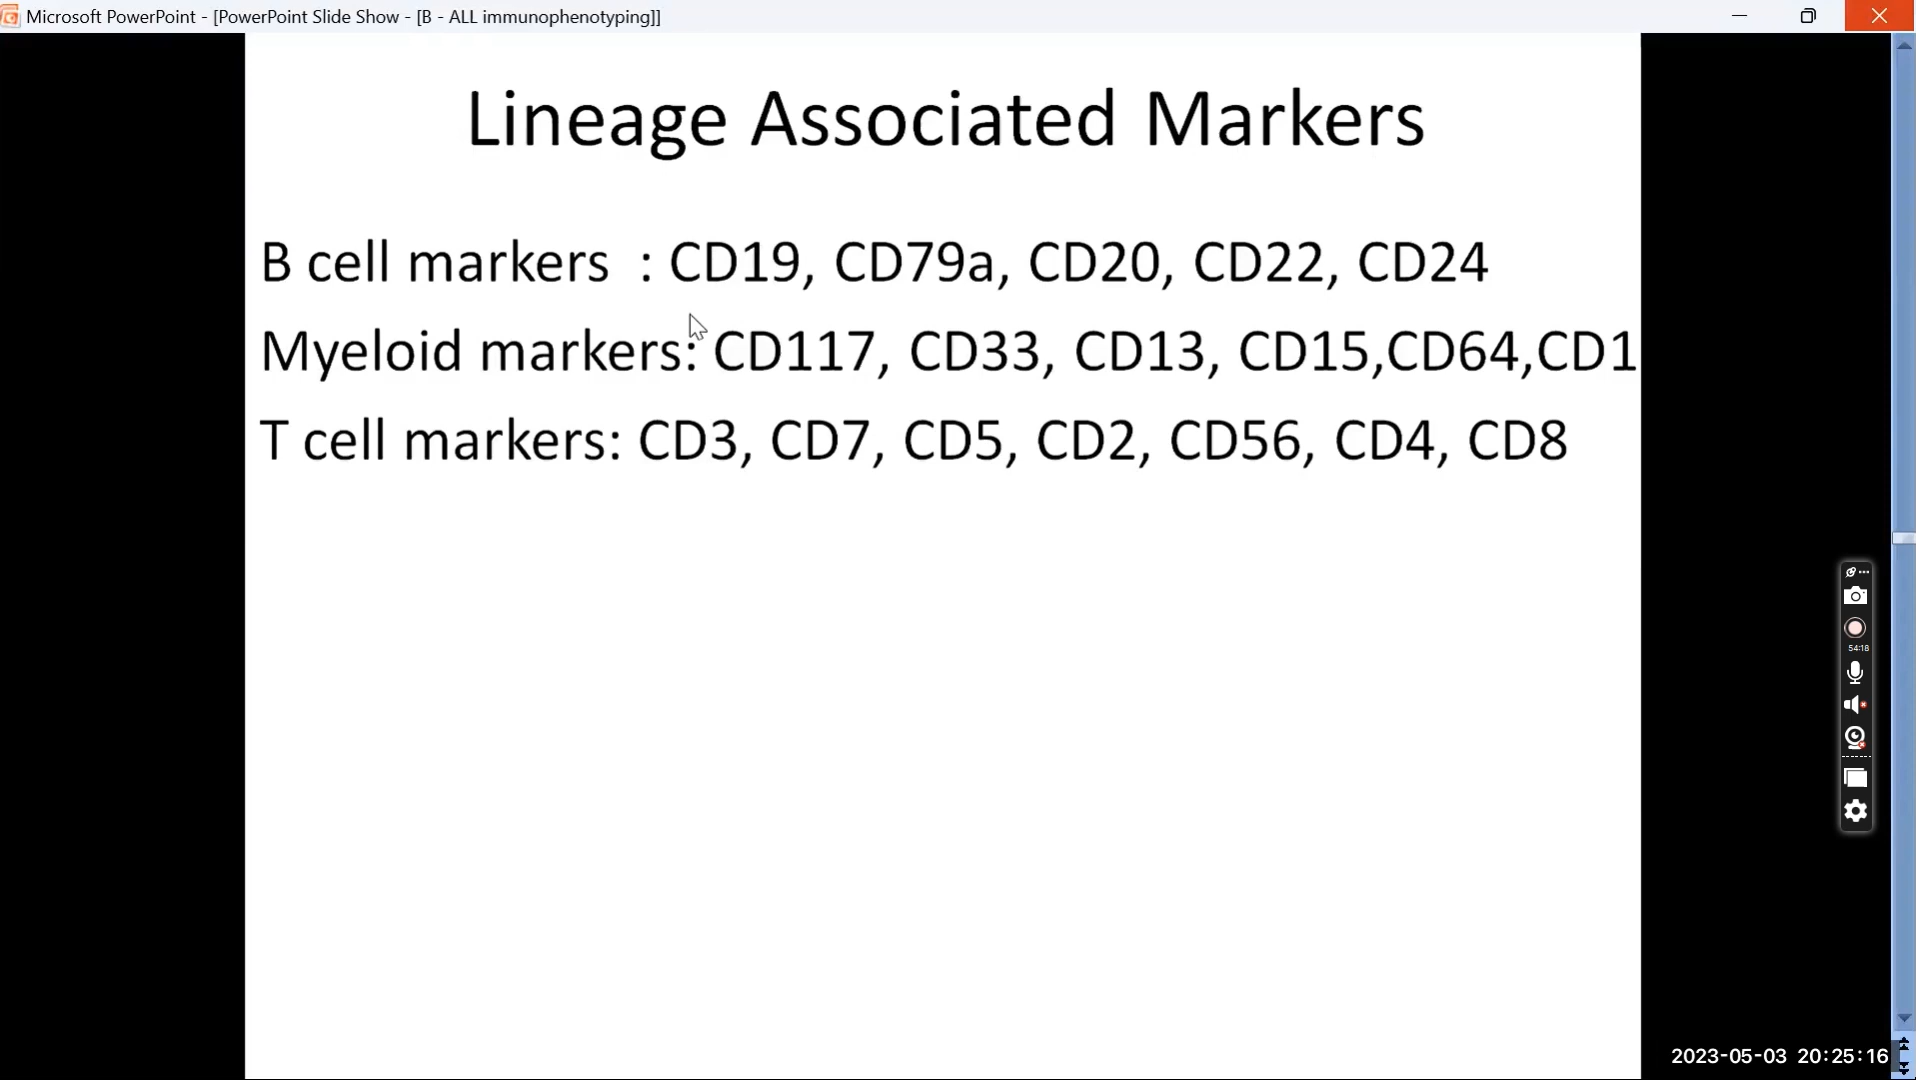 Microsoft PowerPoint - [PowerPoint Slide Show - [B - ALL immunophenotyping]]
Lineage Associated Markers
B cell markers : CD19, CD79a, CD20, CD22, CD24
Myeloid markers: CD117, CD33, CD13, CD15,CD64,CD1
T cell markers: CD3, CD7, CD5, CD2, CD56, CD4, CD8
54:18
2023-05-03 20:25:16